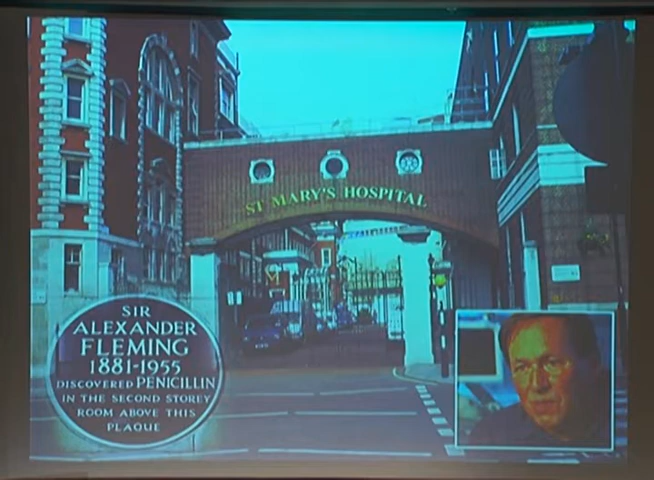 ST MARY'S HOSPITAL
SIR
ALEXANDER
FLEMING
1881-1955
DISCOVERED PENICILLIN
IN THE SECOND STOREY
ROOM ABOVE THIS
PLAQUE